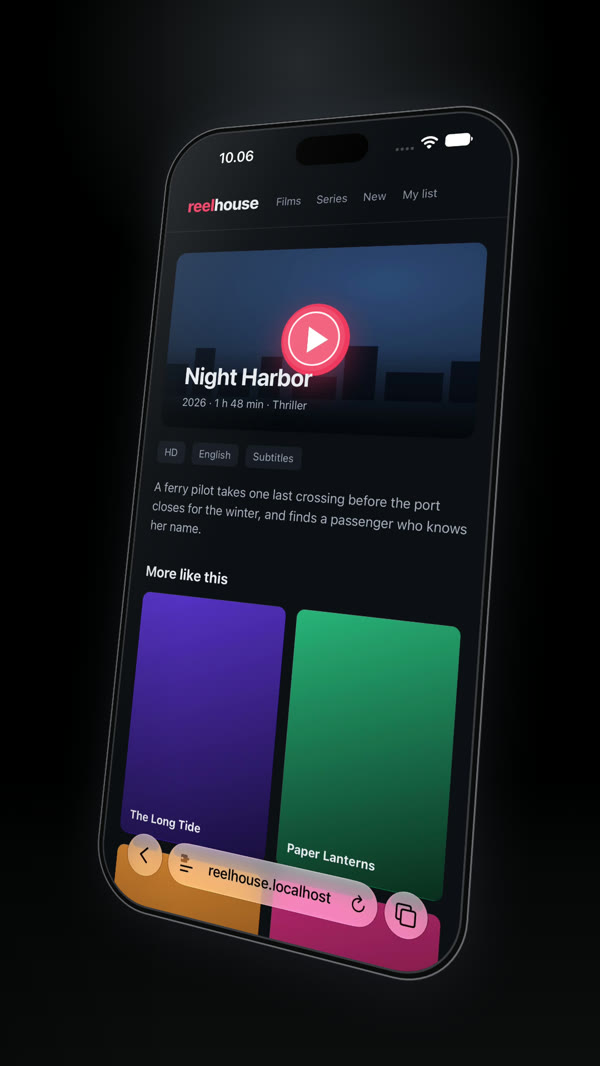 10.06
reelhouse Films Series New My list
Night Harbor
2026 · 1 h 48 min · Thriller
HD English Subtitles
A ferry pilot takes one last crossing before the port
closes for the winter, and finds a passenger who knows
her name.
More like this
The Long Tide
Paper Lanterns
reelhouse.localhost